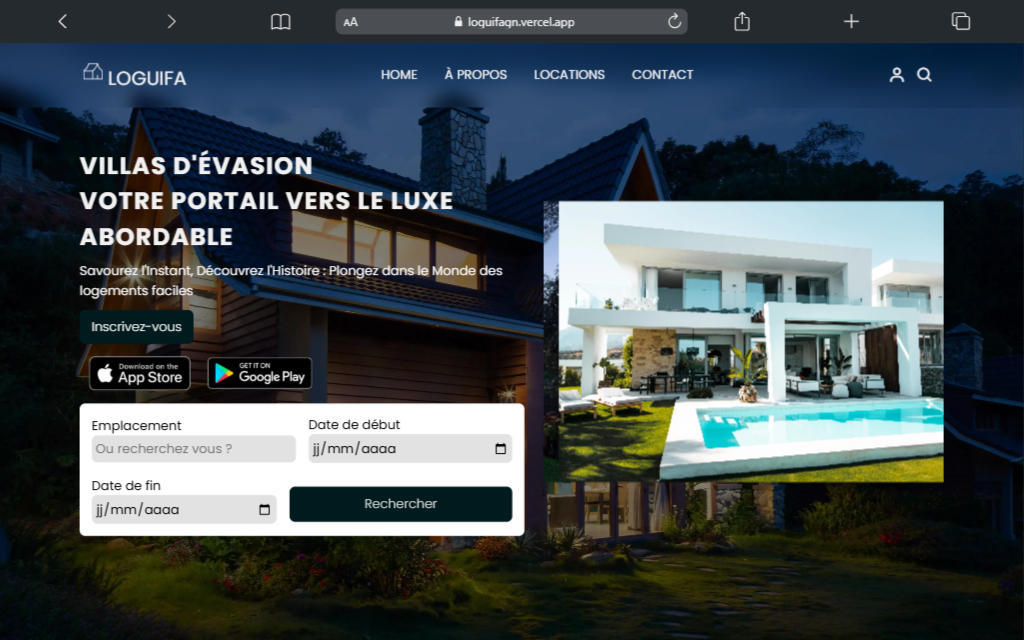 AA
loguifagn.vercel.app
LOGUIFA
HOME
À PROPOS
LOCATIONS
CONTACT
VILLAS D'ÉVASION
VOTRE PORTAIL VERS LE LUXE
ABORDABLE
Savourez l'Instant, Découvrez l'Histoire : Plongez dans le Monde des
logements faciles
Inscrivez-vous
Download on the
App Store
GET IT ON
Google Play
Emplacement
Ou recherchez vous ?
Date de début
jj/mm/aaaa
Date de fin
jj/mm/aaaa
Rechercher